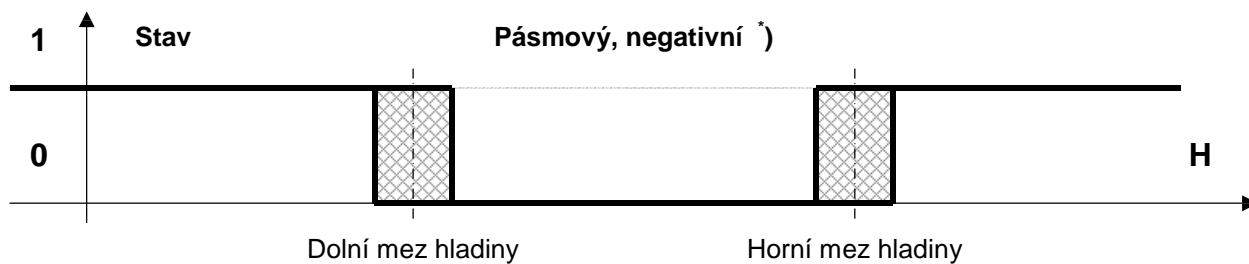 1 Stav Pásmový, negativní *)
0 H
Dolní mez hladiny Horní mez hladiny